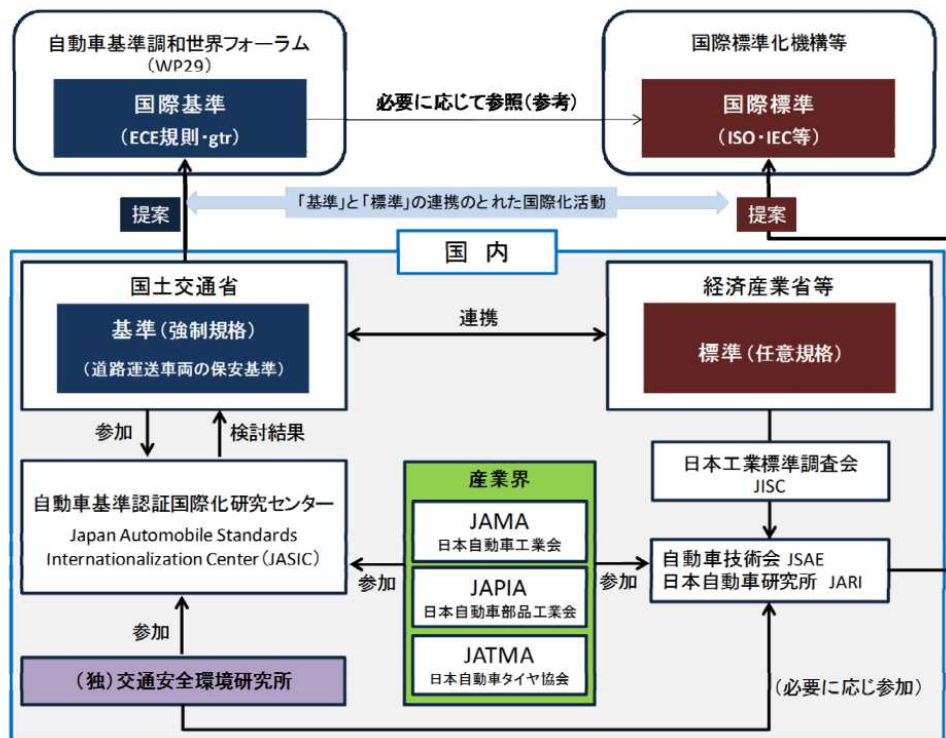 自動車基準調和世界フォーラム
(WP29)
国際基準
(ECE規則・gtr)
必要に応じて参照(参考)
国際標準化機構等
国際標準
(ISO・IEC等)
提案
「基準」と「標準」の連携のとれた国際化活動
提案
国 内
国土交通省
基準(強制規格)
(道路運送車両の保安基準)
連携
経済産業省等
標準(任意規格)
参加
検討結果
日本工業標準調査会
JISC
自動車基準認証国際化研究センター
Japan Automobile Standards
Internationalization Center(JASIC)
参加
産業界
JAMA
日本自動車工業会
JAPIA
日本自動車部品工業会
JATMA
日本自動車タイヤ協会
参加
自動車技術会 JSAE
日本自動車研究所 JARI
参加
(独)交通安全環境研究所
(必要に応じ参加)